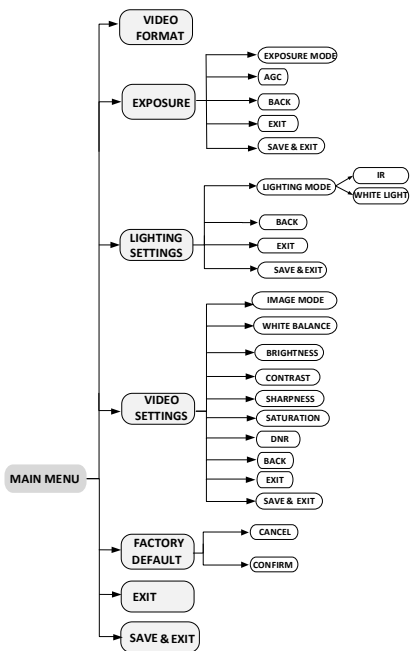 VIDEO
FORMAT
EXPOSURE MODE
AGC
EXPOSURE
BACK
EXIT
SAVE & EXIT
LIGHTING MODE
IR
WHITE LIGHT
LIGHTING
SETTINGS
BACK
EXIT
SAVE & EXIT
IMAGE MODE
WHITE BALANCE
BRIGHTNESS
CONTRAST
SHARPNESS
VIDEO
SETTINGS
SATURATION
DNR
BACK
EXIT
SAVE & EXIT
MAIN MENU
FACTORY
DEFAULT
CANCEL
CONFIRM
EXIT
SAVE & EXIT